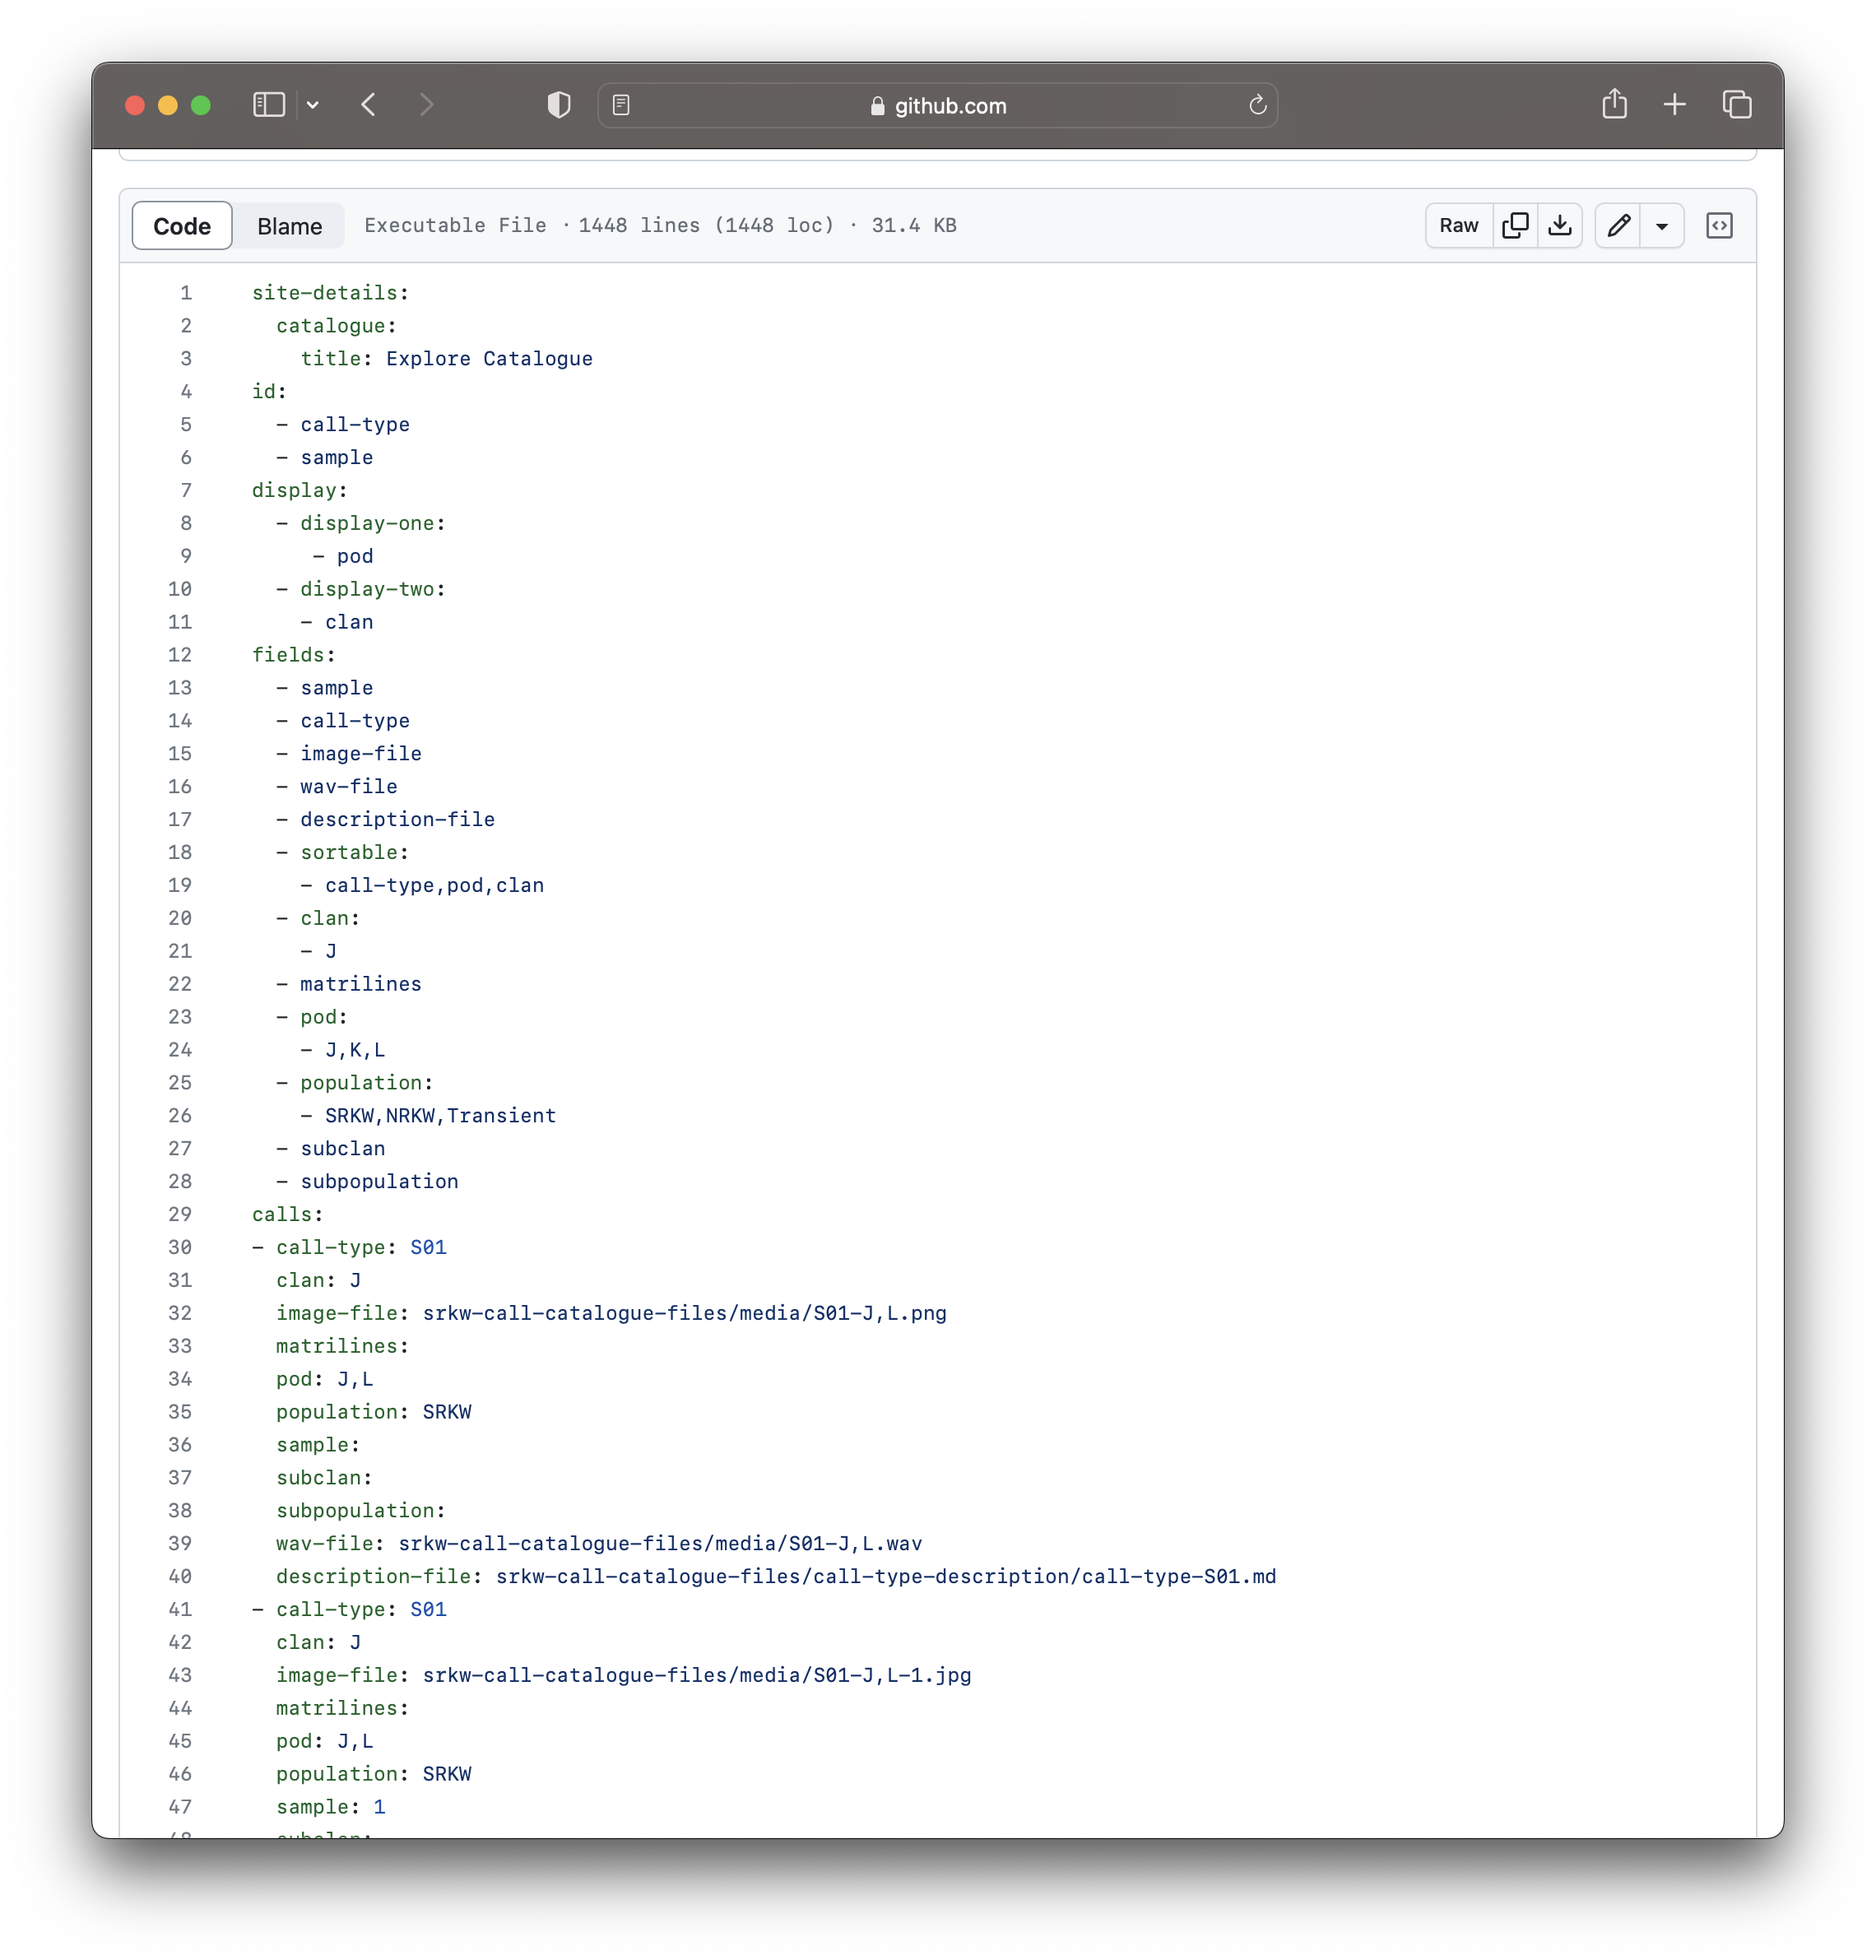 github.com
Code Blame Executable File · 1448 lines (1448 loc) · 31.4 KB Raw
1 site-details:
2 catalogue:
3 title: Explore Catalogue
4 id:
5 - call-type
6 - sample
7 display:
8 - display-one:
9 - pod
10 - display-two:
11 - clan
12 fields:
13 - sample
14 - call-type
15 - image-file
16 - wav-file
17 - description-file
18 - sortable:
19 - call-type,pod,clan
20 - clan:
21 - J
22 - matrilines
23 - pod:
24 - J,K,L
25 - population:
26 - SRKW,NRKW,Transient
27 - subclan
28 - subpopulation
29 calls:
30 - call-type: S01
31 clan: J
32 image-file: srkw-call-catalogue-files/media/S01-J,L.png
33 matrilines:
34 pod: J,L
35 population: SRKW
36 sample:
37 subclan:
38 subpopulation:
39 wav-file: srkw-call-catalogue-files/media/S01-J,L.wav
40 description-file: srkw-call-catalogue-files/call-type-description/call-type-S01.md
41 - call-type: S01
42 clan: J
43 image-file: srkw-call-catalogue-files/media/S01-J,L-1.jpg
44 matrilines:
45 pod: J,L
46 population: SRKW
47 sample: 1
48 subclan: